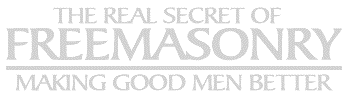 THE REAL SECRET OF
FREEMASONRY
MAKING GOOD MEN BETTER